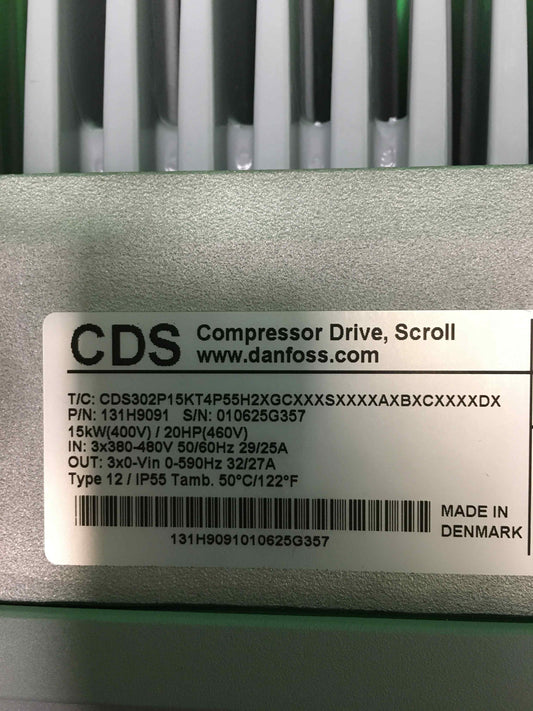 CDS Compressor Drive, Scroll
www.danfoss.com
T/C: CDS302P15KT4P55H2XGCXXXSXXXXAXBXCXXXXDX
P/N: 131H9091 S/N: 010625G357
15kW(400V) / 20HP(460V)
IN: 3x380-480V 50/60Hz 29/25A
OUT: 3x0-Vin 0-590Hz 32/27A
Type 12 / IP55 Tamb. 50°C/122°F
MADE IN
DENMARK
131H9091010625G357